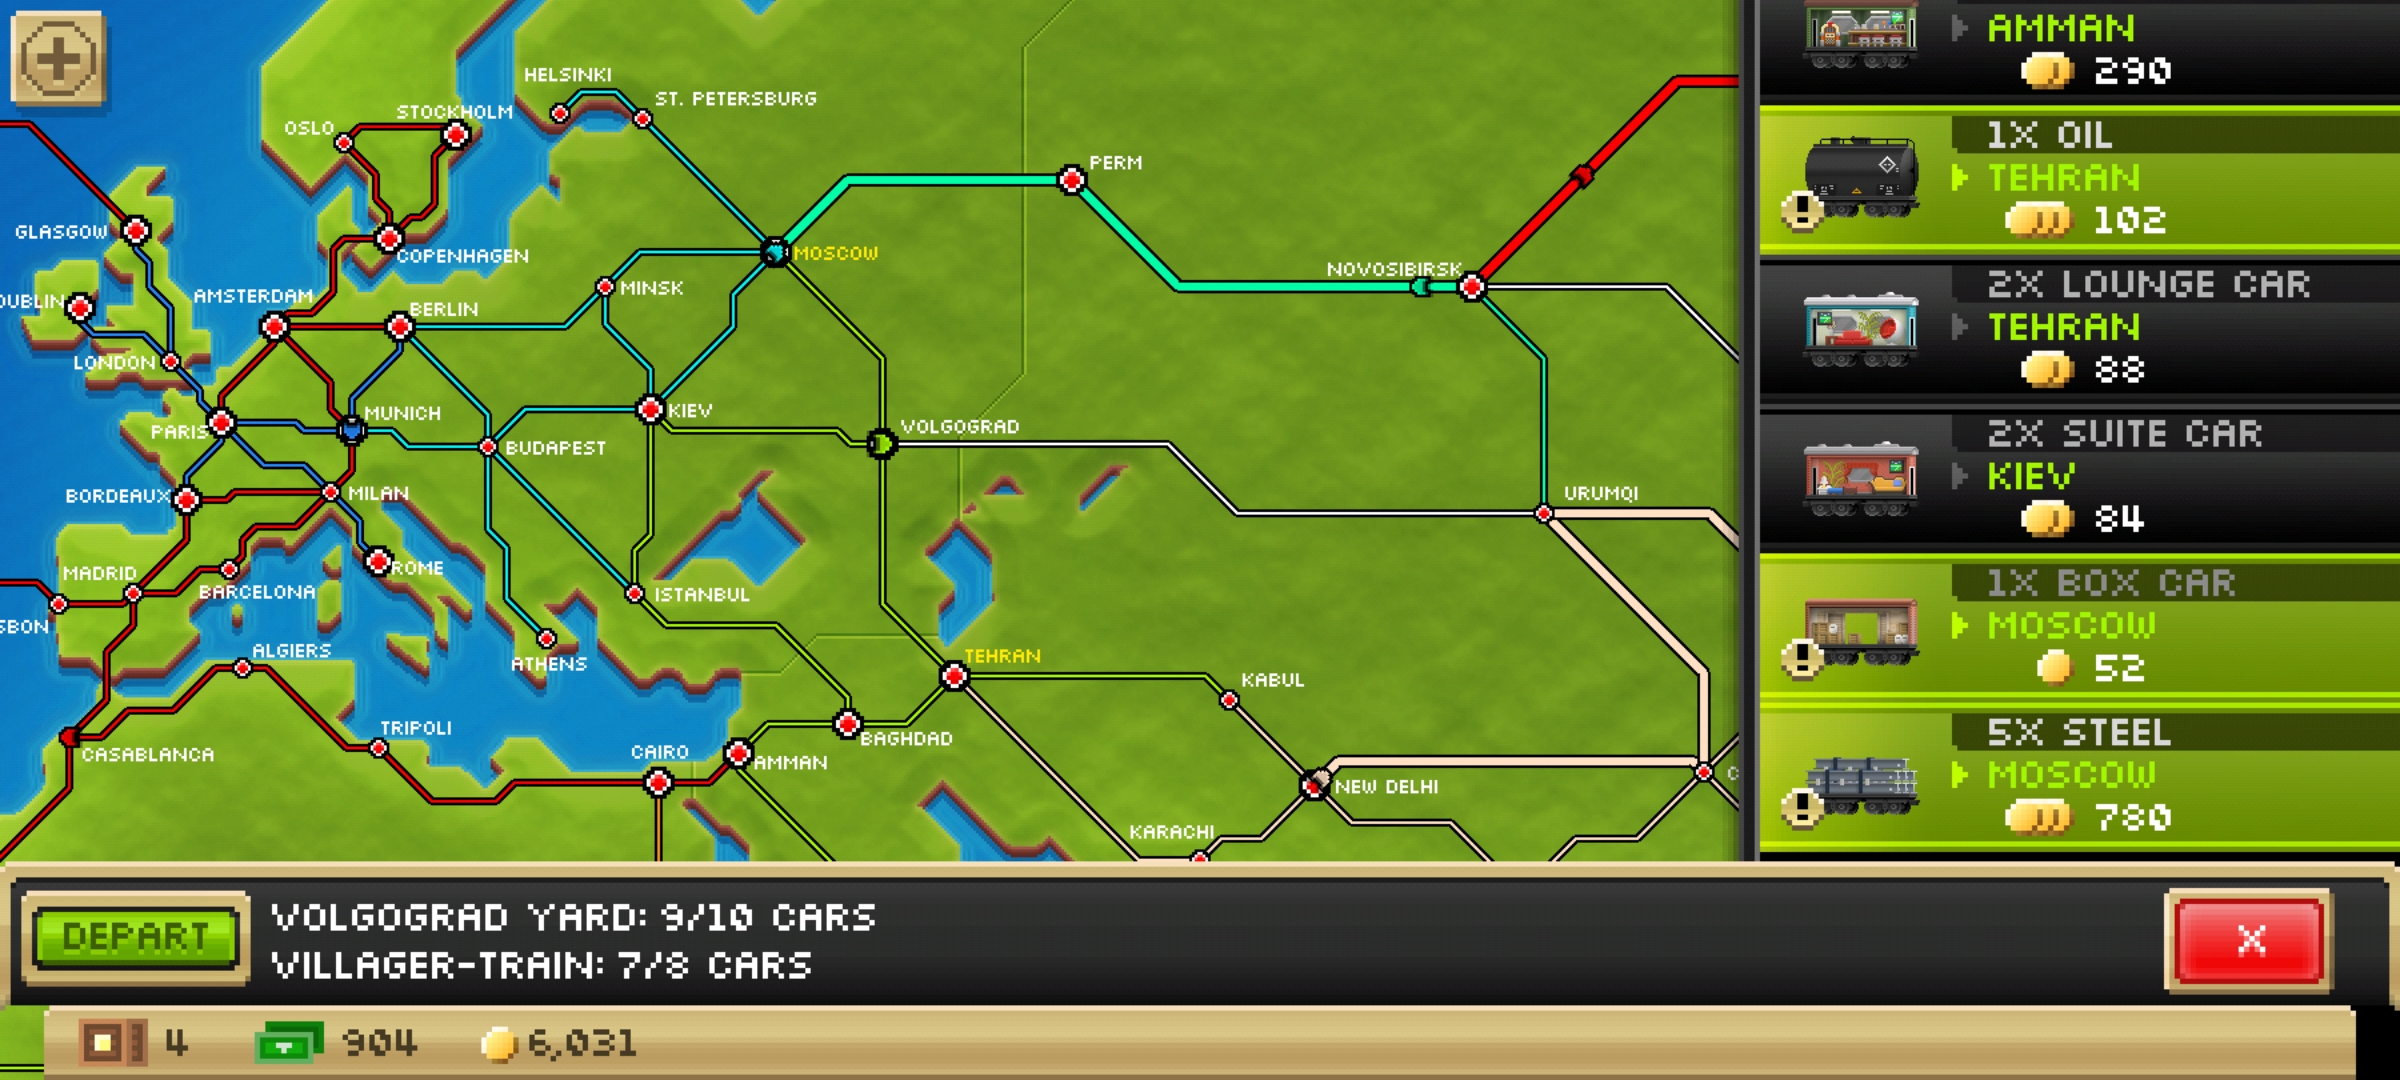 HELSINKI
ST. PETERSBURG
STOCKHOLM
OSLO
PERM
GLASGOW
COPENHAGEN
MOSCOW
NOVOSIBIRSK
MINSK
AMSTERDAM
BERLIN
LONDON
MUNICH
KIEV
VOLGOGRAD
PARIS
BUDAPEST
BORDEAUX
MILAN
URUMQI
MADRID
ROME
BARCELONA
ISTANBUL
ALGIERS
ATHENS
TEHRAN
KABUL
TRIPOLI
CASABLANCA
CAIRO
BAGHDAD
AMMAN
NEW DELHI
KARACHI
AMMAN
290
1X OIL
TEHRAN
102
2X LOUNGE CAR
TEHRAN
88
2X SUITE CAR
KIEV
84
1X BOX CAR
MOSCOW
52
5X STEEL
MOSCOW
780
DEPART
VOLGOGRAD YARD: 9/10 CARS
VILLAGER-TRAIN: 7/8 CARS
X
4
904
6,031